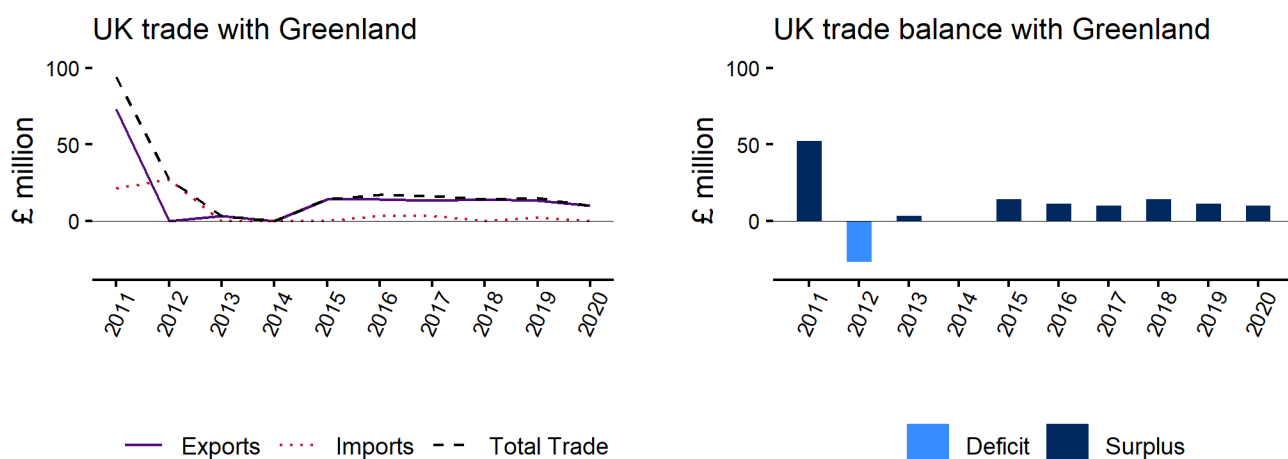 UK trade with Greenland
£ million
100
50
0
2011 2012 2013 2014 2015 2016 2017 2018 2019 2020
Exports Imports Total Trade
UK trade balance with Greenland
£ million
100
50
0
2011 2012 2013 2014 2015 2016 2017 2018 2019 2020
Deficit Surplus